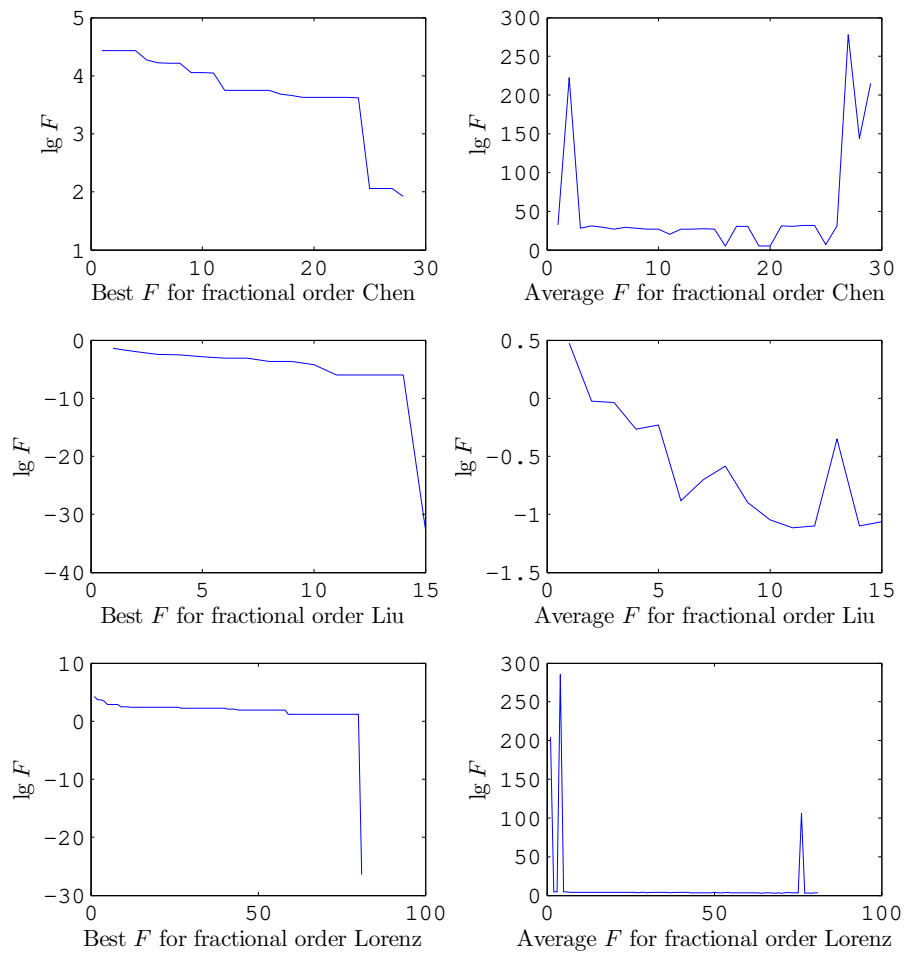 5
4
3
2
1
lg F
0 10 20 30
Best F for fractional order Chen
300
250
200
150
100
50
0
lg F
0 10 20 30
Average F for fractional order Chen
0
−10
−20
−30
−40
lg F
0 5 10 15
Best F for fractional order Liu
0.5
0
−0.5
−1
−1.5
lg F
0 5 10 15
Average F for fractional order Liu
10
0
−10
−20
−30
lg F
0 50 100
Best F for fractional order Lorenz
300
250
200
150
100
50
0
lg F
0 50 100
Average F for fractional order Lorenz